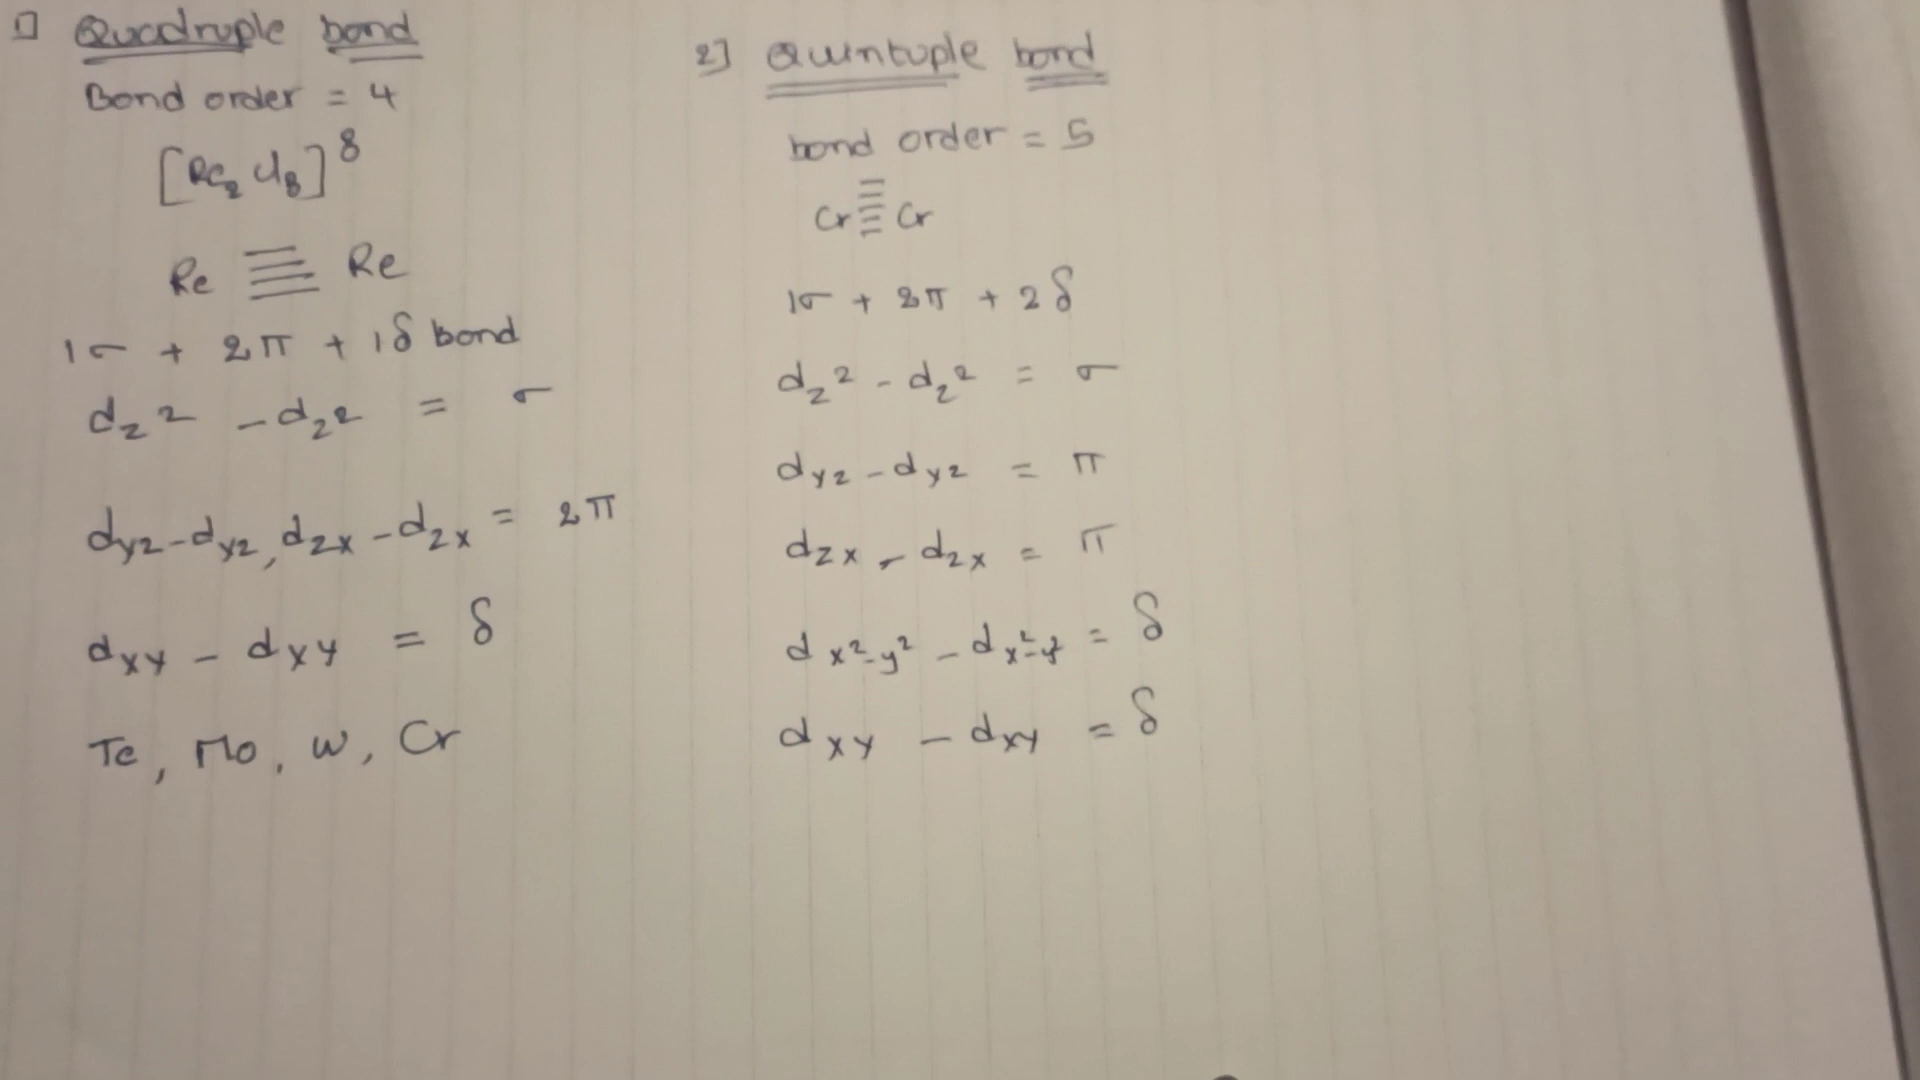 1] Quadruple bond
Bond order = 4
[Re₂ Cl₈]⁸
Re ≣ Re
1σ + 2π + 1δ bond
dz² - dz² = σ
dyz - dyz, dzx - dzx = 2π
dxy - dxy = δ
Tc, Mo, W, Cr
2] Quintuple bond
bond order = 5
Cr Cr
1σ + 2π + 2δ
dz² - dz² = σ
dyz - dyz = π
dzx - dzx = π
dx²-y² - dx²-y² = δ
dxy - dxy = δ